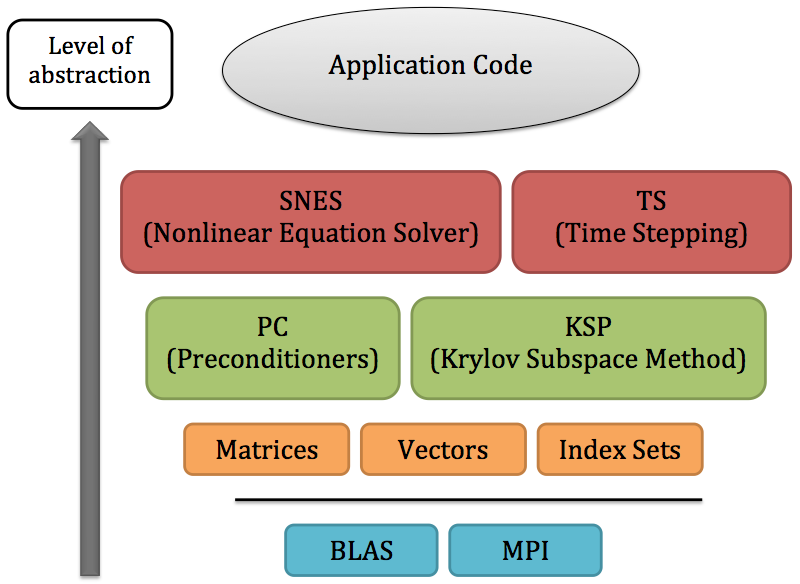 Level of
abstraction
Application Code
SNES
(Nonlinear Equation Solver)
TS
(Time Stepping)
PC
(Preconditioners)
KSP
(Krylov Subspace Method)
Matrices
Vectors
Index Sets
BLAS
MPI